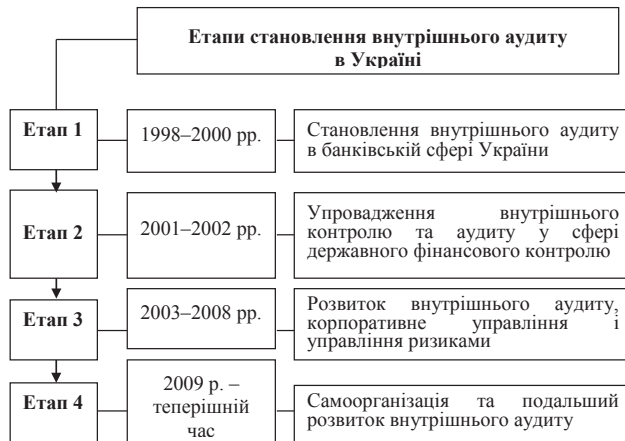 Етапи становлення внутрішнього аудиту
в Україні
Етап 1
1998–2000 рр.
Становлення внутрішнього аудиту
в банківській сфері України
Етап 2
2001–2002 рр.
Упровадження внутрішнього
контролю та аудиту у сфері
державного фінансового контролю
Етап 3
2003–2008 рр.
Розвиток внутрішнього аудиту,
корпоративне управління і
управління ризиками
Етап 4
2009 р. –
теперішній
час
Самоорганізація та подальший
розвиток внутрішнього аудиту